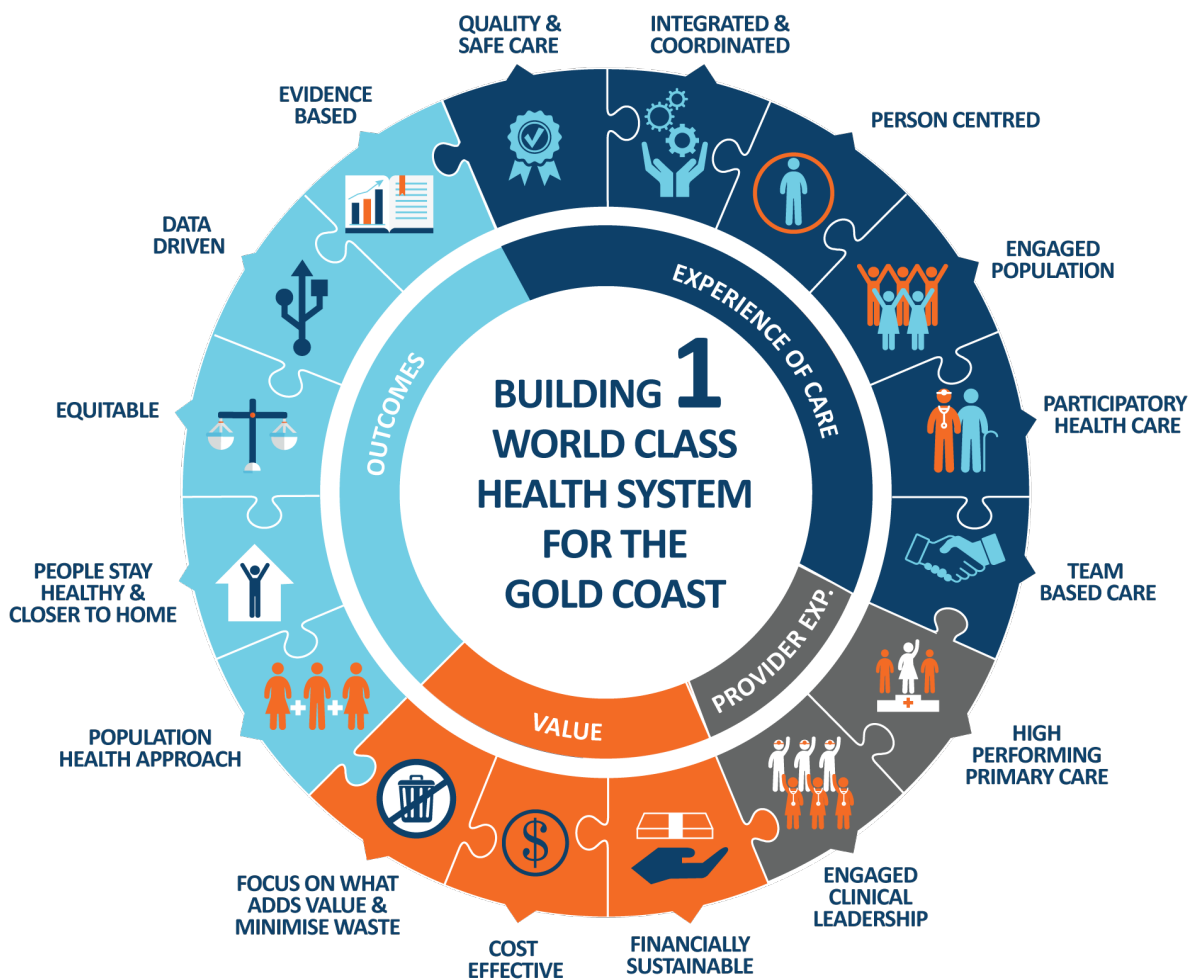 QUALITY &
SAFE CARE
INTEGRATED &
COORDINATED
PERSON CENTRED
ENGAGED
POPULATION
PARTICIPATORY
HEALTH CARE
TEAM
BASED CARE
HIGH
PERFORMING
PRIMARY CARE
ENGAGED
CLINICAL
LEADERSHIP
FINANCIALLY
SUSTAINABLE
COST
EFFECTIVE
FOCUS ON WHAT
ADDS VALUE &
MINIMISE WASTE
POPULATION
HEALTH APPROACH
PEOPLE STAY
HEALTHY &
CLOSER TO HOME
EQUITABLE
DATA
DRIVEN
EVIDENCE
BASED
EXPERIENCE OF CARE
PROVIDER EXP.
VALUE
OUTCOMES
BUILDING 1
WORLD CLASS
HEALTH SYSTEM
FOR THE
GOLD COAST
$